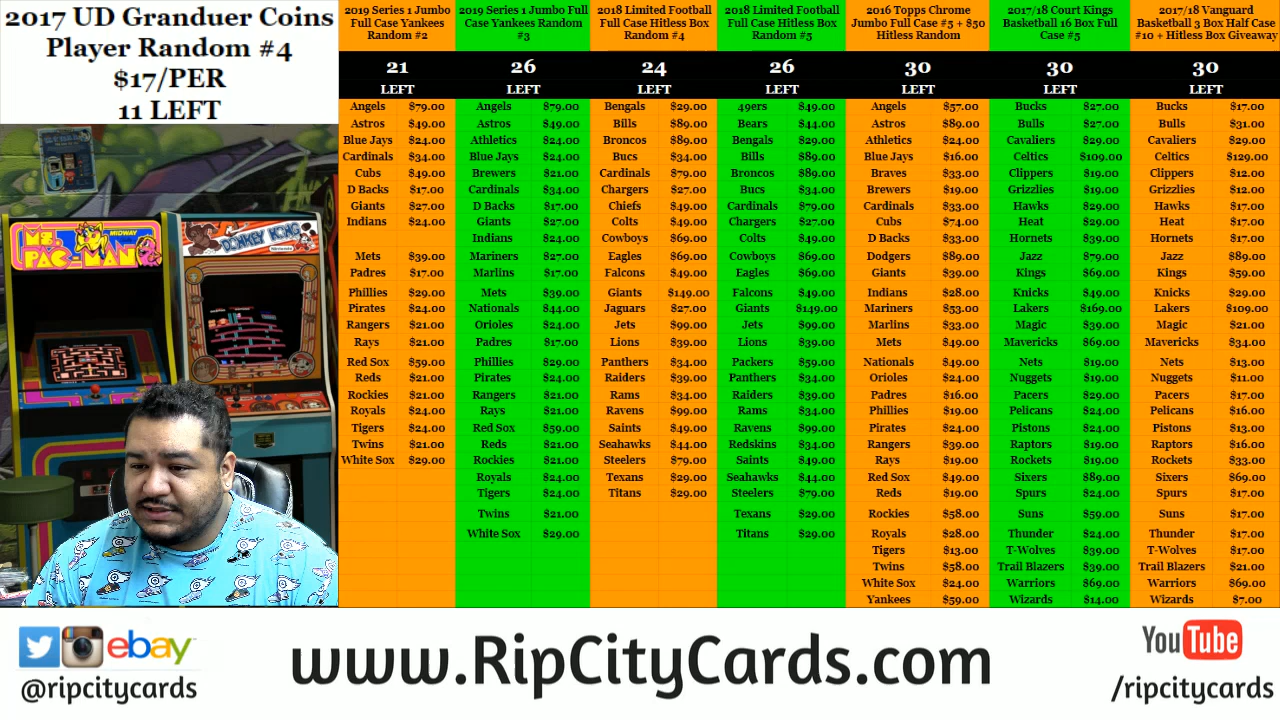 2017 UD Granduer Coins
Player Random #4
$17/PER
11 LEFT
MS. PAC-MAN
MIDWAY
DONKEY KONG
2019 Series 1 Jumbo
Full Case Yankees
Random #2
21
LEFT
Angels $79.00
Astros $49.00
Blue Jays $24.00
Cardinals $34.00
Cubs $49.00
D Backs $17.00
Giants $27.00
Indians $24.00
Mets $39.00
Padres $17.00
Phillies $29.00
Pirates $24.00
Rangers $21.00
Rays $21.00
Red Sox $59.00
Reds $21.00
Rockies $21.00
Royals $24.00
Tigers $24.00
Twins $21.00
White Sox $29.00
2019 Series 1 Jumbo Full
Case Yankees Random
#3
26
LEFT
Angels $79.00
Astros $49.00
Athletics $24.00
Blue Jays $24.00
Brewers $21.00
Cardinals $34.00
D Backs $17.00
Giants $27.00
Indians $24.00
Mariners $27.00
Marlins $17.00
Mets $39.00
Nationals $44.00
Orioles $24.00
Padres $17.00
Phillies $29.00
Pirates $24.00
Rangers $21.00
Rays $21.00
Red Sox $59.00
Reds $21.00
Rockies $21.00
Royals $24.00
Tigers $24.00
Twins $21.00
White Sox $29.00
2018 Limited Football
Full Case Hitless Box
Random #4
24
LEFT
Bengals $29.00
Bills $89.00
Broncos $89.00
Bucs $34.00
Cardinals $79.00
Chargers $27.00
Chiefs $49.00
Colts $49.00
Cowboys $69.00
Eagles $69.00
Falcons $49.00
Giants $149.00
Jaguars $27.00
Jets $99.00
Lions $39.00
Panthers $34.00
Raiders $39.00
Rams $34.00
Ravens $99.00
Saints $49.00
Seahawks $44.00
Steelers $79.00
Texans $29.00
Titans $29.00
2018 Limited Football
Full Case Hitless Box
Random #5
26
LEFT
49ers $49.00
Bears $44.00
Bengals $29.00
Bills $89.00
Broncos $89.00
Bucs $34.00
Cardinals $79.00
Chargers $27.00
Colts $49.00
Cowboys $69.00
Eagles $69.00
Falcons $49.00
Giants $149.00
Jets $99.00
Lions $39.00
Packers $59.00
Panthers $34.00
Raiders $39.00
Rams $34.00
Ravens $99.00
Redskins $34.00
Saints $49.00
Seahawks $44.00
Steelers $79.00
Texans $29.00
Titans $29.00
2016 Topps Chrome
Jumbo Full Case #5 + $50
Hitless Random
30
LEFT
Angels $57.00
Astros $89.00
Athletics $24.00
Blue Jays $16.00
Braves $33.00
Brewers $19.00
Cardinals $33.00
Cubs $74.00
D Backs $33.00
Dodgers $89.00
Giants $39.00
Indians $28.00
Mariners $53.00
Marlins $33.00
Mets $49.00
Nationals $49.00
Orioles $24.00
Padres $16.00
Phillies $19.00
Pirates $24.00
Rangers $39.00
Rays $19.00
Red Sox $49.00
Reds $19.00
Rockies $58.00
Royals $28.00
Tigers $13.00
Twins $58.00
White Sox $24.00
Yankees $59.00
2017/18 Court Kings
Basketball 16 Box Full
Case #5
30
LEFT
Bucks $27.00
Bulls $27.00
Cavaliers $29.00
Celtics $109.00
Clippers $19.00
Grizzlies $19.00
Hawks $29.00
Heat $29.00
Hornets $39.00
Jazz $79.00
Kings $69.00
Knicks $49.00
Lakers $169.00
Magic $39.00
Mavericks $69.00
Nets $19.00
Nuggets $19.00
Pacers $29.00
Pelicans $24.00
Pistons $24.00
Raptors $19.00
Rockets $19.00
Sixers $89.00
Spurs $24.00
Suns $59.00
Thunder $24.00
T-Wolves $39.00
Trail Blazers $39.00
Warriors $69.00
Wizards $14.00
2017/18 Vanguard
Basketball 3 Box Half Case
#10 + Hitless Box Giveaway
30
LEFT
Bucks $17.00
Bulls $31.00
Cavaliers $29.00
Celtics $129.00
Clippers $12.00
Grizzlies $12.00
Hawks $17.00
Heat $17.00
Hornets $17.00
Jazz $89.00
Kings $59.00
Knicks $29.00
Lakers $109.00
Magic $21.00
Mavericks $34.00
Nets $13.00
Nuggets $11.00
Pacers $17.00
Pelicans $16.00
Pistons $13.00
Raptors $16.00
Rockets $33.00
Sixers $69.00
Spurs $17.00
Suns $17.00
Thunder $17.00
T-Wolves $17.00
Trail Blazers $21.00
Warriors $69.00
Wizards $7.00
ebay
@ripcitycards
www.RipCityCards.com
YouTube
/ripcitycards